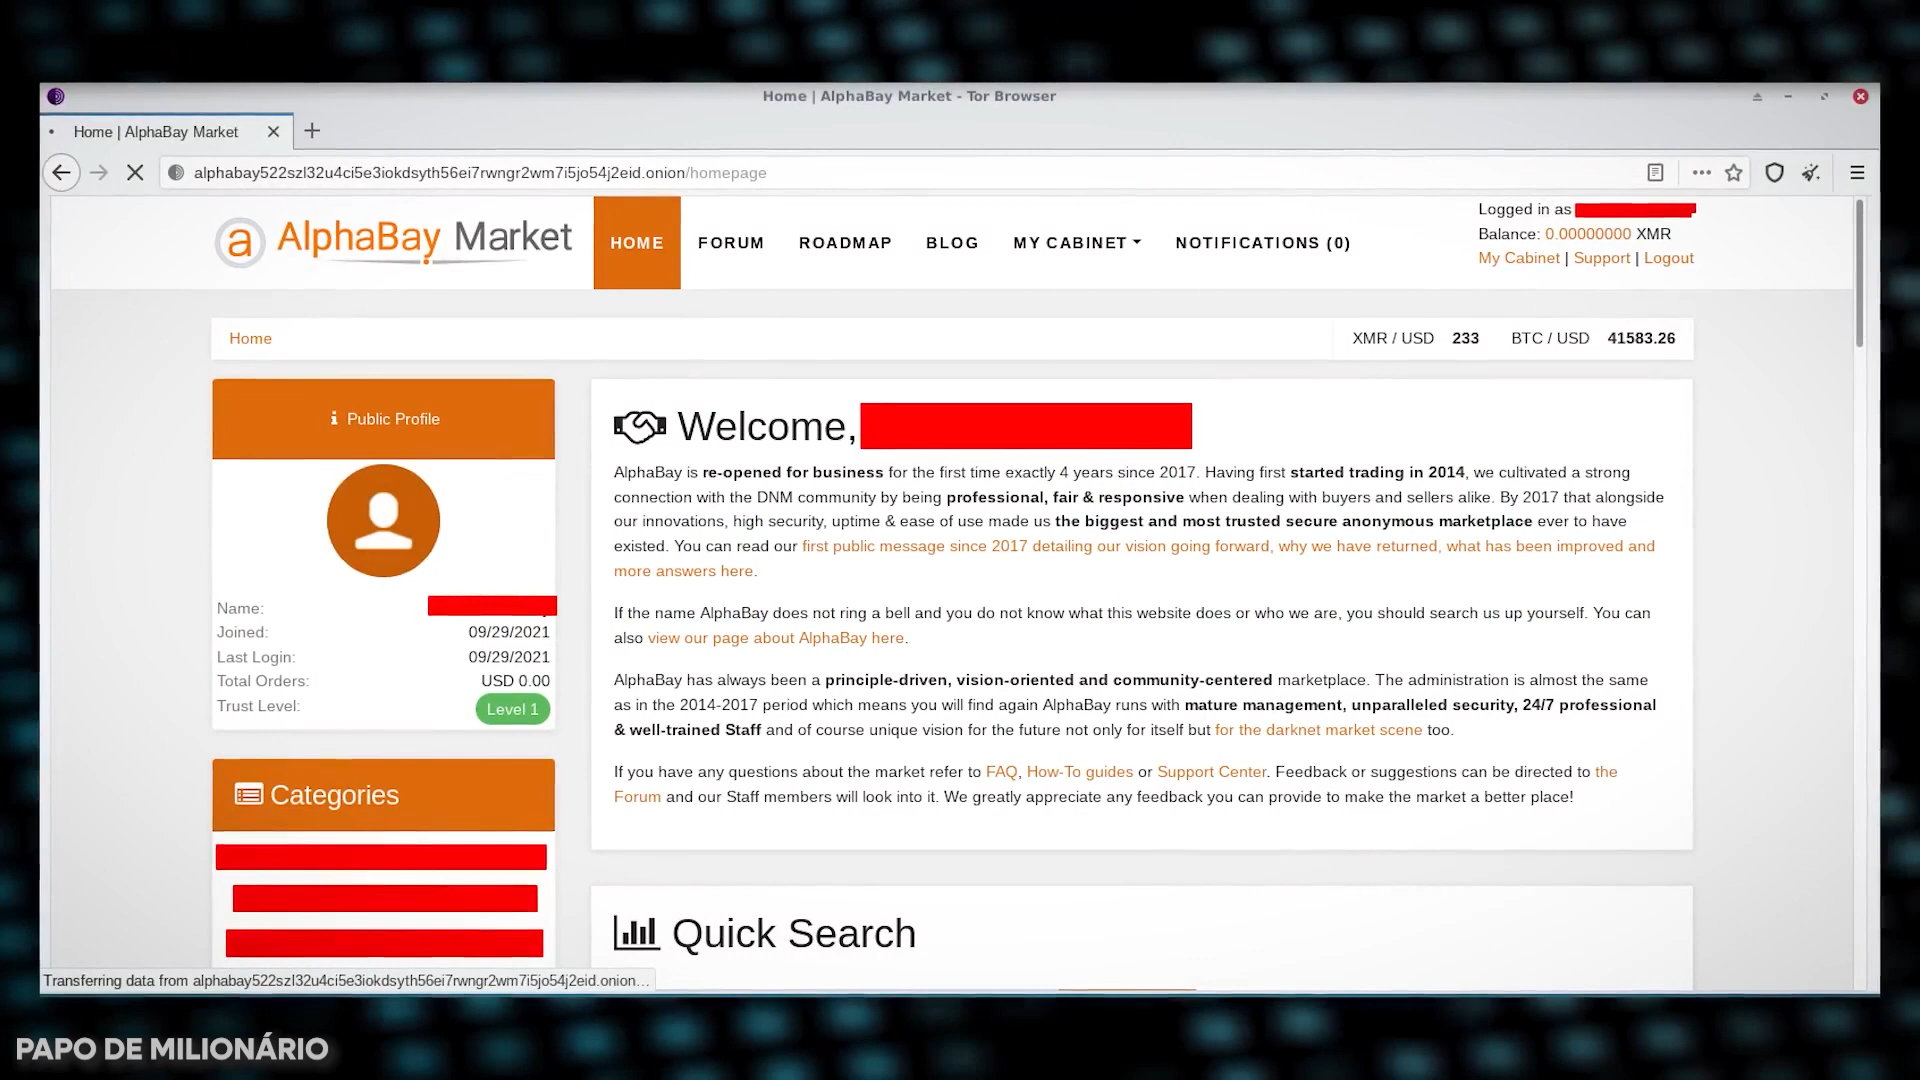 Home | AlphaBay Market - Tor Browser
Home | AlphaBay Market
alphabay522szl32u4ci5e3iokdsyth56ei7rwngr2wm7i5jo54j2eid.onion/homepage
a AlphaBay Market
HOME FORUM ROADMAP BLOG MY CABINET NOTIFICATIONS (0)
Logged in as
Balance: 0.00000000 XMR
My Cabinet | Support | Logout
Home
XMR / USD 233 BTC / USD 41583.26
Public Profile
Name:
Joined: 09/29/2021
Last Login: 09/29/2021
Total Orders: USD 0.00
Trust Level: Level 1
Categories
Welcome,
AlphaBay is re-opened for business for the first time exactly 4 years since 2017. Having first started trading in 2014, we cultivated a strong
connection with the DNM community by being professional, fair & responsive when dealing with buyers and sellers alike. By 2017 that alongside
our innovations, high security, uptime & ease of use made us the biggest and most trusted secure anonymous marketplace ever to have
existed. You can read our first public message since 2017 detailing our vision going forward, why we have returned, what has been improved and
more answers here.
If the name AlphaBay does not ring a bell and you do not know what this website does or who we are, you should search us up yourself. You can
also view our page about AlphaBay here.
AlphaBay has always been a principle-driven, vision-oriented and community-centered marketplace. The administration is almost the same
as in the 2014-2017 period which means you will find again AlphaBay runs with mature management, unparalleled security, 24/7 professional
& well-trained Staff and of course unique vision for the future not only for itself but for the darknet market scene too.
If you have any questions about the market refer to FAQ, How-To guides or Support Center. Feedback or suggestions can be directed to the
Forum and our Staff members will look into it. We greatly appreciate any feedback you can provide to make the market a better place!
Quick Search
Transferring data from alphabay522szl32u4ci5e3iokdsyth56ei7rwngr2wm7i5jo54j2eid.onion...
PAPO DE MILIONÁRIO